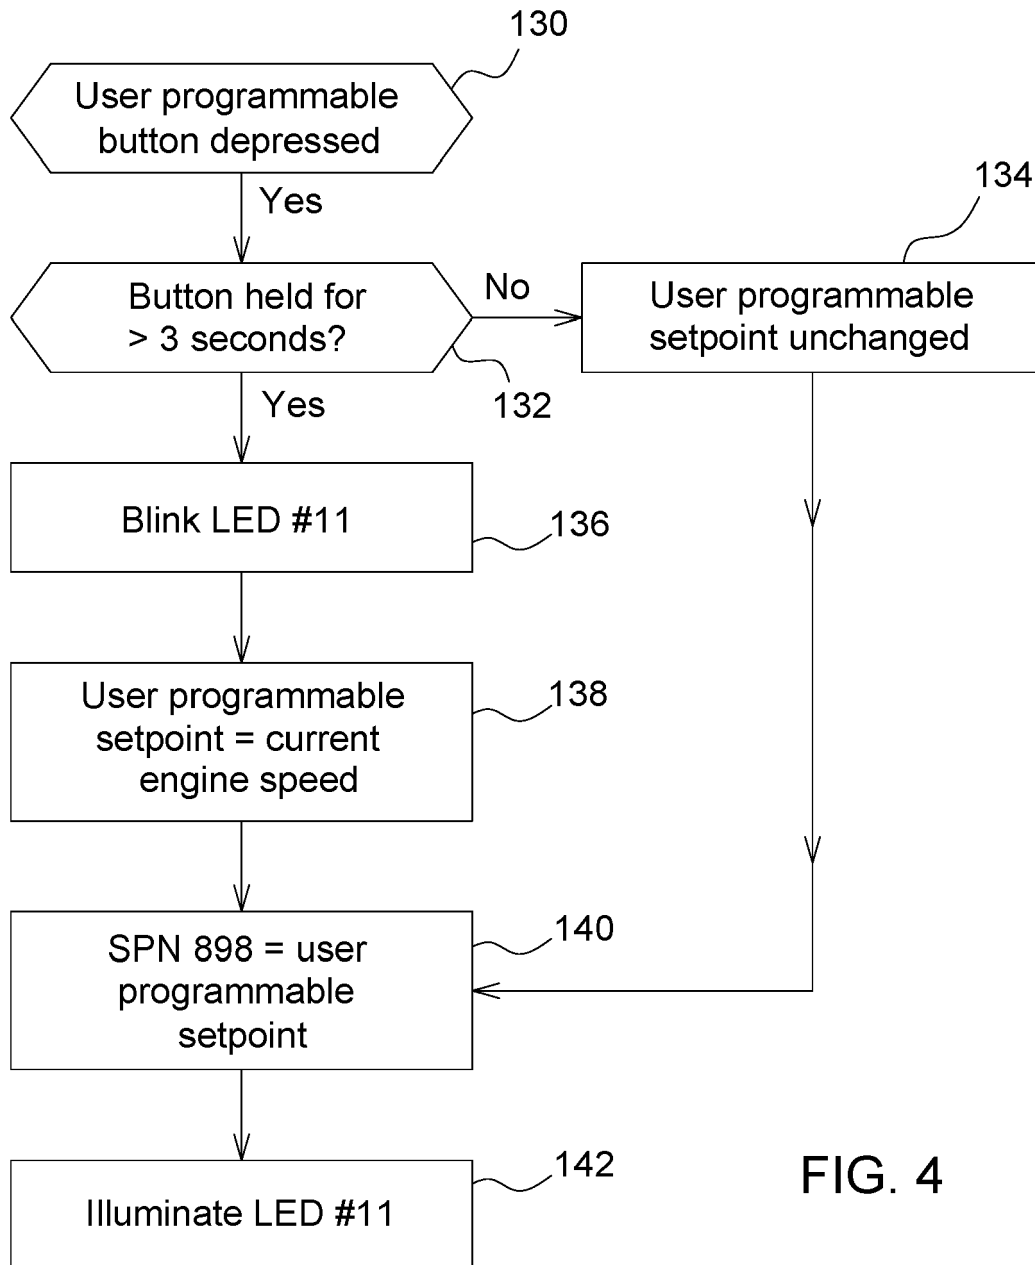 130
User programmable
button depressed
Yes
134
Button held for
> 3 seconds?
No
User programmable
setpoint unchanged
132
Yes
Blink LED #11
136
User programmable
setpoint = current
engine speed
138
SPN 898 = user
programmable
setpoint
140
142
Illuminate LED #11
FIG. 4